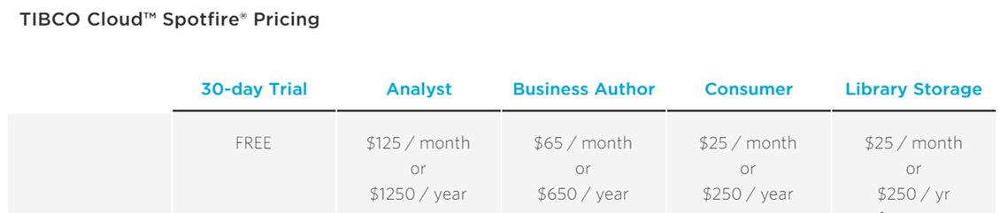 TIBCO Cloud™ Spotfire® Pricing
30-day Trial Analyst Business Author Consumer Library Storage
FREE $125 / month $65 / month $25 / month $25 / month
or or or or
$1250 / year $650 / year $250 / year $250 / yr